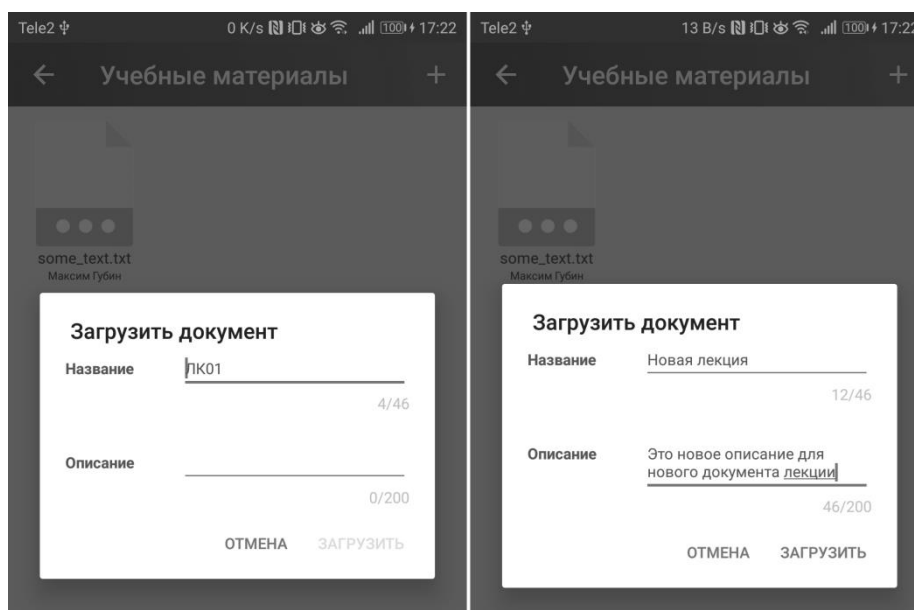 Tele2 0 K/s 100 17:22
Учебные материалы
some_text.txt
Максим Губин
Загрузить документ
Название ЛК01
4/46
Описание
0/200
ОТМЕНА ЗАГРУЗИТЬ
Tele2 13 B/s 100 17:22
Учебные материалы
some_text.txt
Максим Губин
Загрузить документ
Название Новая лекция
12/46
Описание Это новое описание для
нового документа лекции
46/200
ОТМЕНА ЗАГРУЗИТЬ